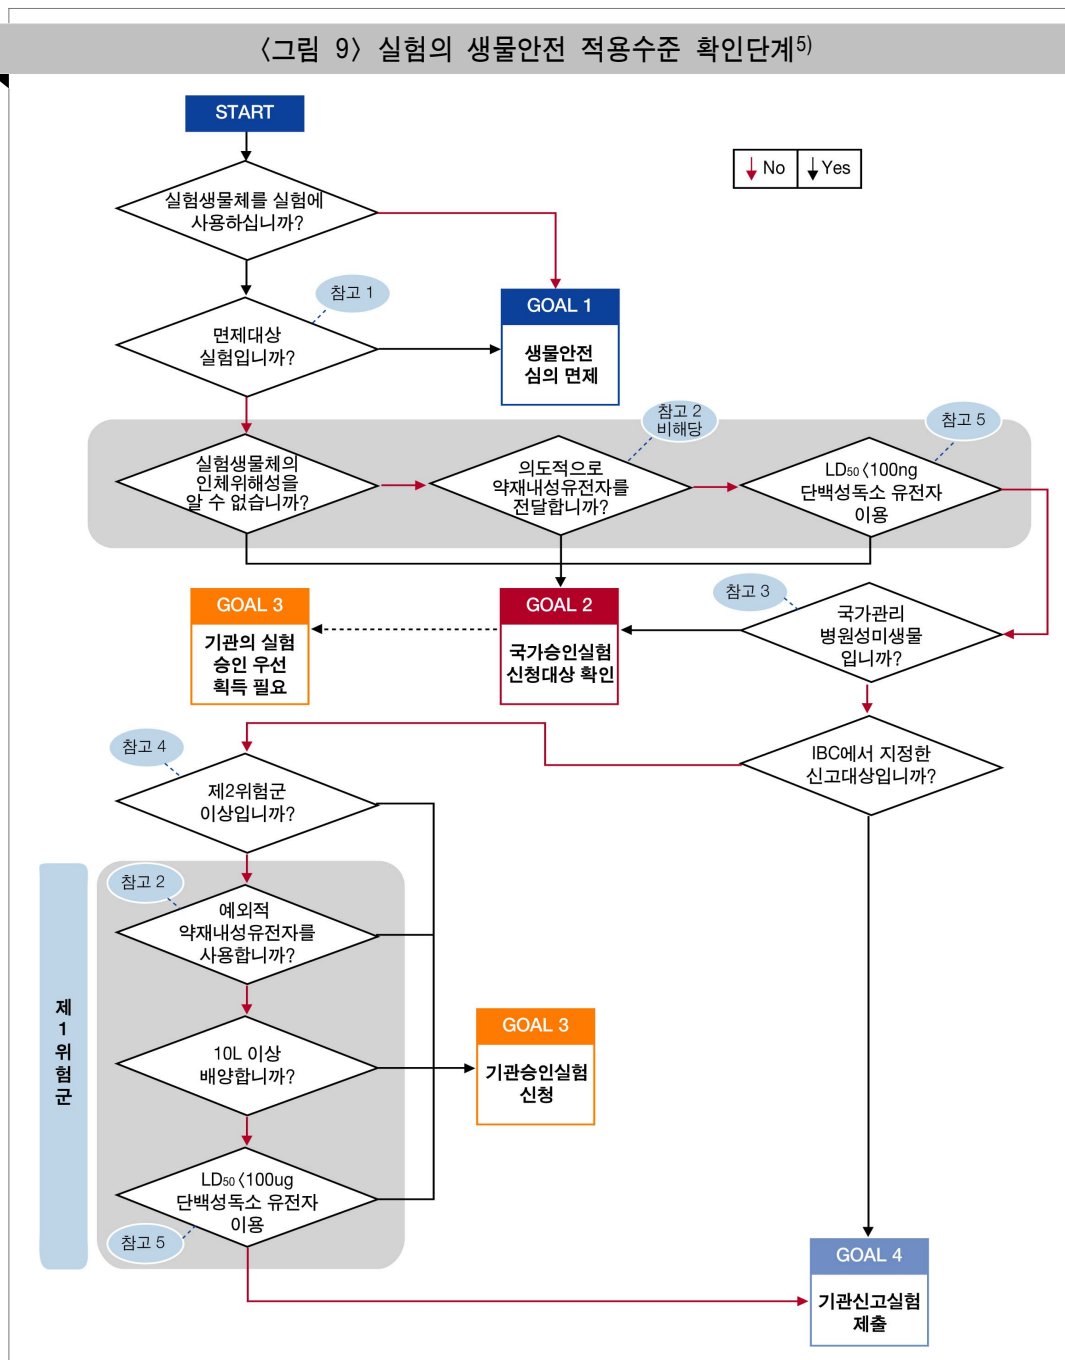 〈그림 9〉 실험의 생물안전 적용수준 확인단계5)
START
No
Yes
실험생물체를 실험에
사용하십니까?
참고 1
면제대상
실험입니까?
GOAL 1
생물안전
심의 면제
참고 2
비해당
참고 5
실험생물체의
인체위해성을
알 수 없습니까?
의도적으로
약재내성유전자를
전달합니까?
LD50〈100ng
단백성독소 유전자
이용
참고 3
GOAL 3
기관의 실험
승인 우선
획득 필요
GOAL 2
국가승인실험
신청대상 확인
국가관리
병원성미생물
입니까?
참고 4
제2위험군
이상입니까?
IBC에서 지정한
신고대상입니까?
참고 2
예외적
약재내성유전자를
사용합니까?
제
1
위
험
군
10L 이상
배양합니까?
GOAL 3
기관승인실험
신청
LD50〈100ug
단백성독소 유전자
이용
참고 5
GOAL 4
기관신고실험
제출